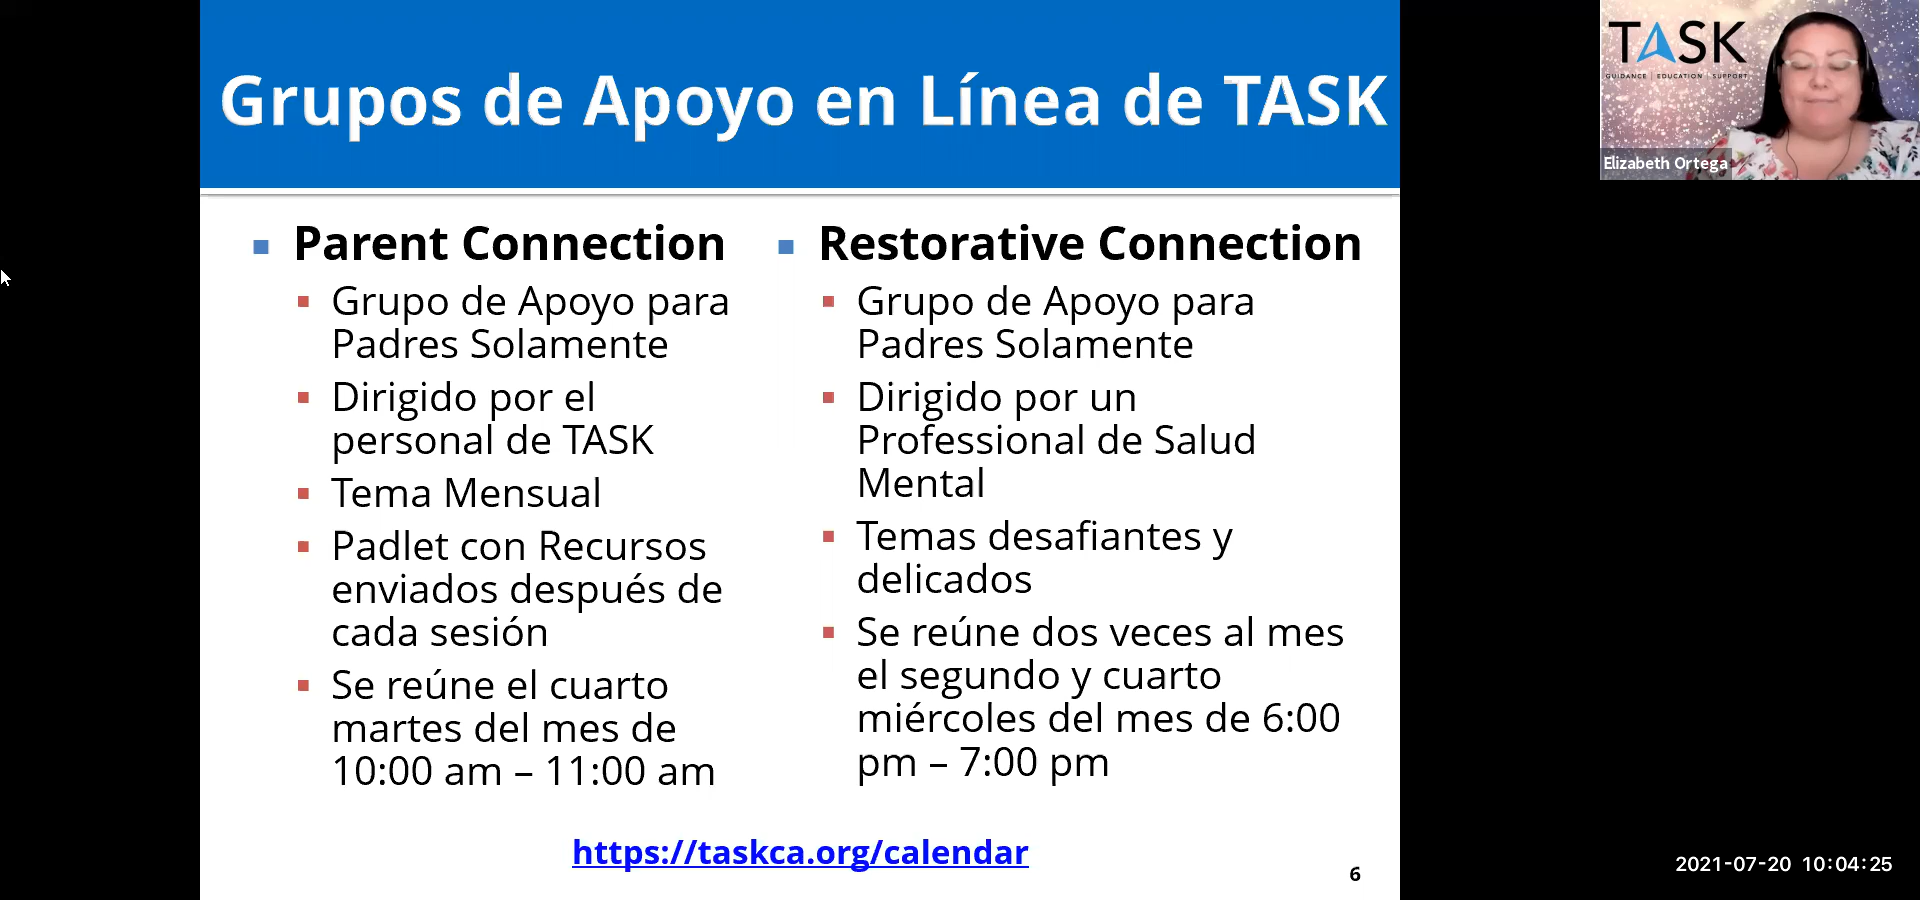 Grupos de Apoyo en Línea de TASK
Parent Connection
Grupo de Apoyo para
Padres Solamente
Dirigido por el
personal de TASK
Tema Mensual
Padlet con Recursos
enviados después de
cada sesión
Se reúne el cuarto
martes del mes de
10:00 am – 11:00 am
Restorative Connection
Grupo de Apoyo para
Padres Solamente
Dirigido por un
Professional de Salud
Mental
Temas desafiantes y
delicados
Se reúne dos veces al mes
el segundo y cuarto
miércoles del mes de 6:00
pm – 7:00 pm
https://taskca.org/calendar
6
TASK
GUIDANCE | EDUCATION | SUPPORT
Elizabeth Ortega
2021-07-20 10:04:25